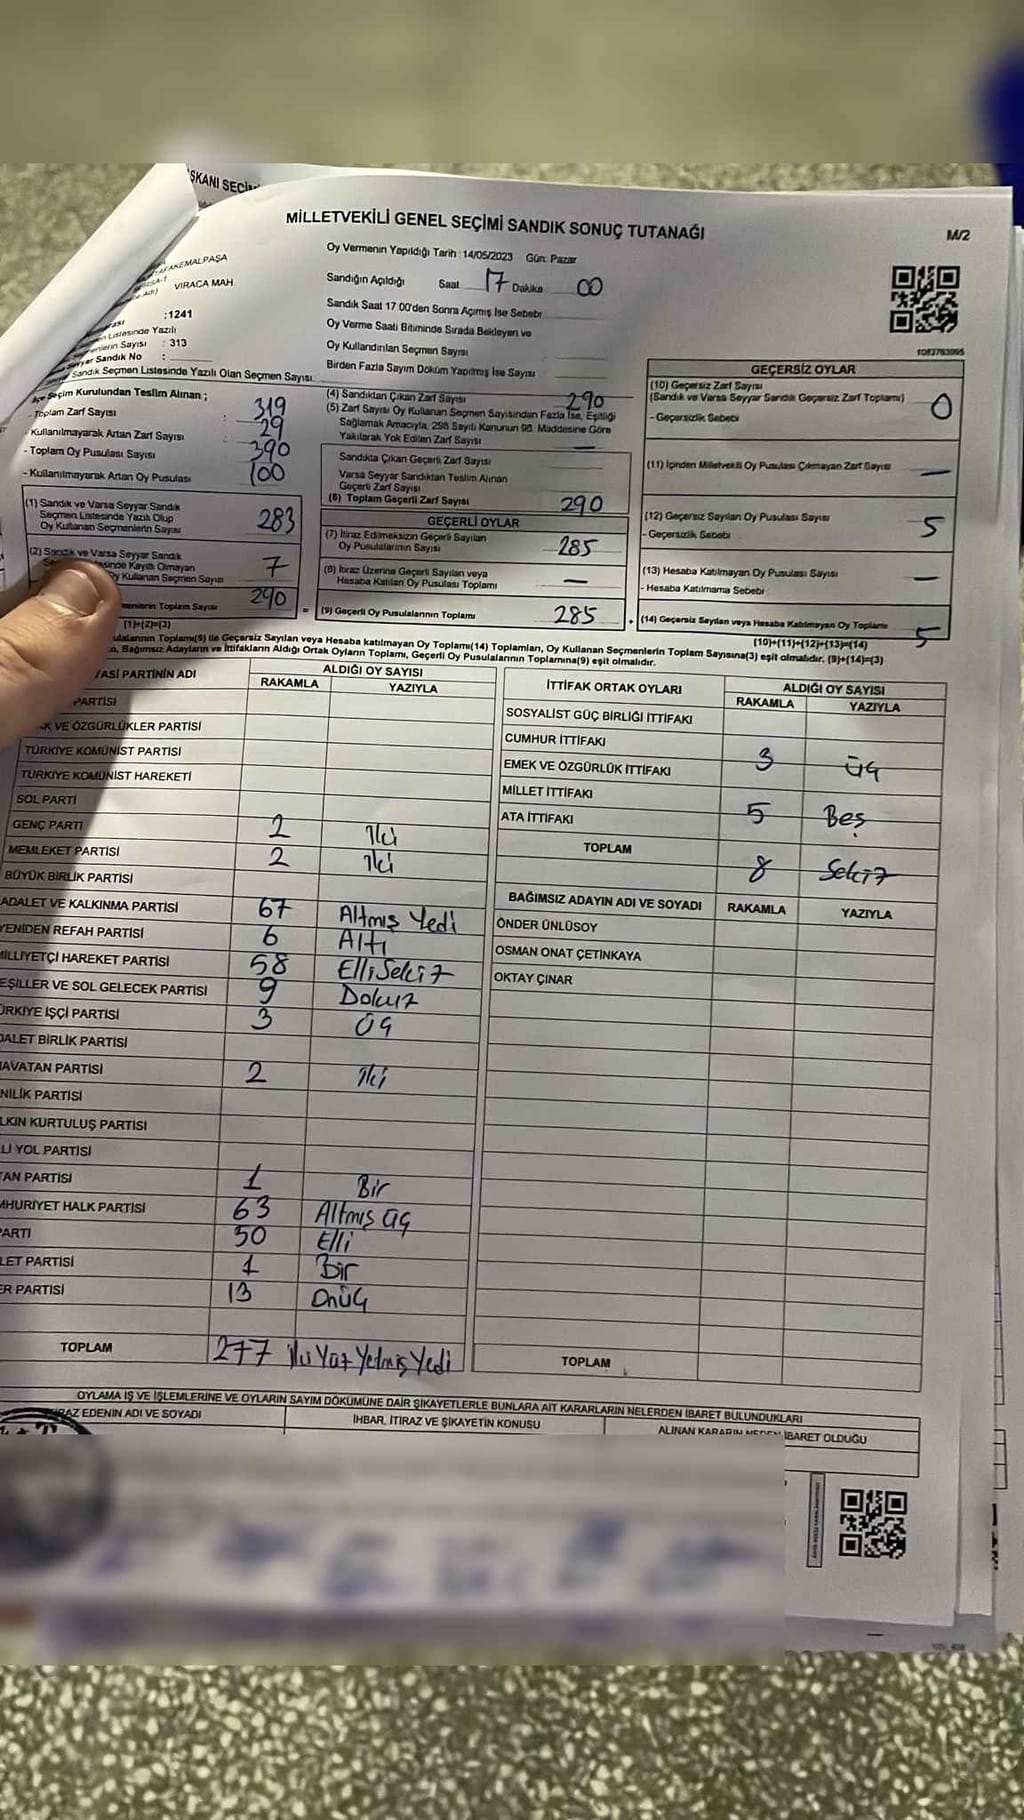 ŞKANI SEÇİM
MİLLETVEKİLİ GENEL SEÇİMİ SANDIK SONUÇ TUTANAĞI
M/2
Oy Vermenin Yapıldığı Tarih : 14/05/2023 Gün: Pazar
AKEMALPAŞA
VIRACA MAH.
Sandığın Açıldığı Saat 17 Dakika 00
Sandık Saat 17:00'den Sonra Açımış İse Sebebi
:1241
Oy Verme Saati Bitiminde Sırada Bekleyen ve
Oy Kullandırılan Seçmen Sayısı
Listesinde Yazılı
Sayısı : 313
Seyyar Sandık No :
Birden Fazla Sayım Döküm Yapılmış İse Sayısı
1083763095
Sandık Seçmen Listesinde Yazılı Olan Seçmen Sayısı
Seçim Kurulundan Teslim Alınan ;
- Toplam Zarf Sayısı : 319
- Kullanılmayarak Artan Zarf Sayısı : 29
- Toplam Oy Pusulası Sayısı 390
- Kullanılmayarak Artan Oy Pusulası 100
(1) Sandık ve Varsa Seyyar Sandık
Seçmen Listesinde Yazılı Olup
Oy Kullanan Seçmenlerin Sayısı 283
(2) Sandık ve Varsa Seyyar Sandık
Kayıtlı Olmayan
Oy Kullanan Seçmen Sayısı 7
Toplam Sayısı 290
(1)+(2)=(3)
(4) Sandıktan Çıkan Zarf Sayısı 290
(5) Zarf Sayısı Oy Kullanan Seçmen Sayısından Fazla İse, Eşitliği
Sağlamak Amacıyla, 298 Sayılı Kanunun 98. Maddesine Göre
Yakılarak Yok Edilen Zarf Sayısı —
Sandıkta Çıkan Geçerli Zarf Sayısı
Varsa Seyyar Sandıktan Teslim Alınan
Geçerli Zarf Sayısı
(6) Toplam Geçerli Zarf Sayısı 290
GEÇERLİ OYLAR
(7) İtiraz Edilmeksizin Geçerli Sayılan
Oy Pusulalarının Sayısı 285
(8) İtiraz Üzerine Geçerli Sayılan veya
Hesaba Katılan Oy Pusulası Toplamı —
= (9) Geçerli Oy Pusulalarının Toplamı 285 +
GEÇERSİZ OYLAR
(10) Geçersiz Zarf Sayısı
(Sandık ve Varsa Seyyar Sandık Geçersiz Zarf Toplamı) 0
- Geçersizlik Sebebi
(11) İçinden Milletvekili Oy Pusulası Çıkmayan Zarf Sayısı —
(12) Geçersiz Sayılan Oy Pusulası Sayısı 5
- Geçersizlik Sebebi
(13) Hesaba Katılmayan Oy Pusulası Sayısı —
- Hesaba Katılmama Sebebi
(14) Geçersiz Sayılan veya Hesaba Katılmayan Oy Toplamı 5
(10)+(11)+(12)+(13)=(14)
Toplamı(9) ile Geçersiz Sayılan veya Hesaba katılmayan Oy Toplamı(14) Toplamları, Oy Kullanan Seçmenlerin Toplam Sayısına(3) eşit olmalıdır. (9)+(14)=(3)
Bağımsız Adayların ve İttifakların Aldığı Ortak Oyların Toplamı, Geçerli Oy Pusulalarının Toplamına(9) eşit olmalıdır.
YASİ PARTİNİN ADI ALDIĞI OY SAYISI
RAKAMLA YAZIYLA
PARTİSİ
K VE ÖZGÜRLÜKLER PARTİSİ
TÜRKİYE KOMÜNİST PARTİSİ
TÜRKİYE KOMÜNİST HAREKETİ
SOL PARTİ
GENÇ PARTİ 2 İki
MEMLEKET PARTİSİ 2 İki
BÜYÜK BİRLİK PARTİSİ
ADALET VE KALKINMA PARTİSİ 67 Altmış Yedi
YENİDEN REFAH PARTİSİ 6 Altı
MİLLİYETÇİ HAREKET PARTİSİ 58 Elli Sekiz
EŞİLLER VE SOL GELECEK PARTİSİ 9 Dokuz
ÜRKİYE İŞÇİ PARTİSİ 3 Üç
DALET BİRLİK PARTİSİ
NAVATAN PARTİSİ 2 İki
NİLİK PARTİSİ
LKIN KURTULUŞ PARTİSİ
Lİ YOL PARTİSİ
TAN PARTİSİ 1 Bir
MHURİYET HALK PARTİSİ 63 Altmış Üç
PARTİ 50 Elli
LET PARTİSİ 1 Bir
ER PARTİSİ 13 Onüç
TOPLAM 277 İki Yüz Yetmiş Yedi
İTTİFAK ORTAK OYLARI ALDIĞI OY SAYISI
RAKAMLA YAZIYLA
SOSYALİST GÜÇ BİRLİĞİ İTTİFAKI
CUMHUR İTTİFAKI 3 Üç
EMEK VE ÖZGÜRLÜK İTTİFAKI
MİLLET İTTİFAKI 5 Beş
ATA İTTİFAKI
TOPLAM 8 Sekiz
BAĞIMSIZ ADAYIN ADI VE SOYADI RAKAMLA YAZIYLA
ÖNDER ÜNLÜSOY
OSMAN ONAT ÇETİNKAYA
OKTAY ÇINAR
TOPLAM
OYLAMA İŞ VE İŞLEMLERİNE VE OYLARIN SAYIM DÖKÜMÜNE DAİR ŞİKAYETLERLE BUNLARA AİT KARARLARIN NELERDEN İBARET BULUNDUKLARI
RAZ EDENİN ADI VE SOYADI İHBAR, İTİRAZ VE ŞİKAYETİN KONUSU ALINAN KARARIN NEDEN İBARET OLDUĞU